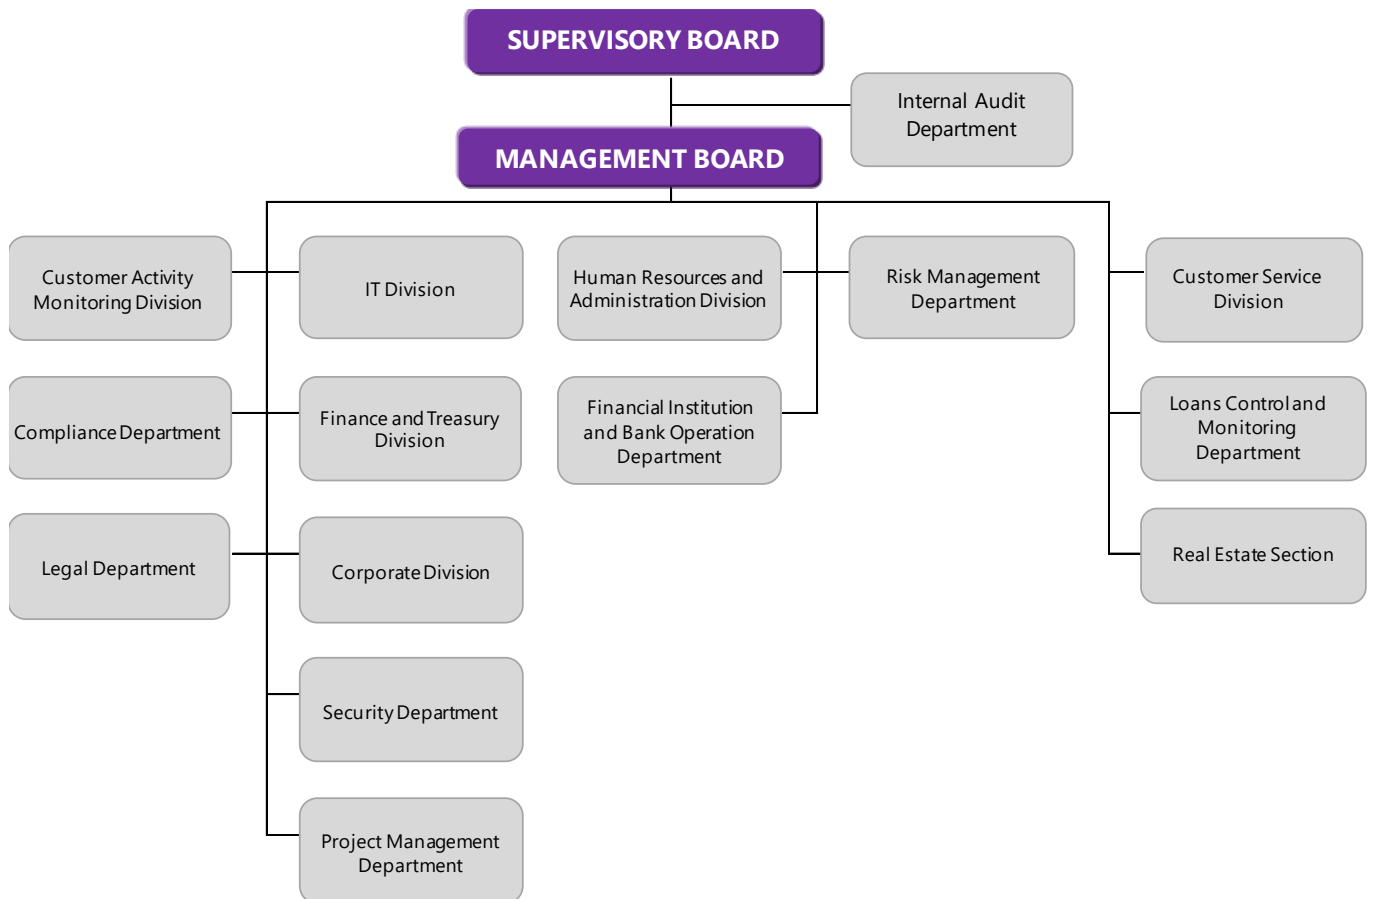 SUPERVISORY BOARD
Internal Audit
Department
MANAGEMENT BOARD
Customer Activity
Monitoring Division
IT Division
Human Resources and
Administration Division
Risk Management
Department
Customer Service
Division
Compliance Department
Finance and Treasury
Division
Financial Institution
and Bank Operation
Department
Loans Control and
Monitoring
Department
Legal Department
Corporate Division
Real Estate Section
Security Department
Project Management
Department